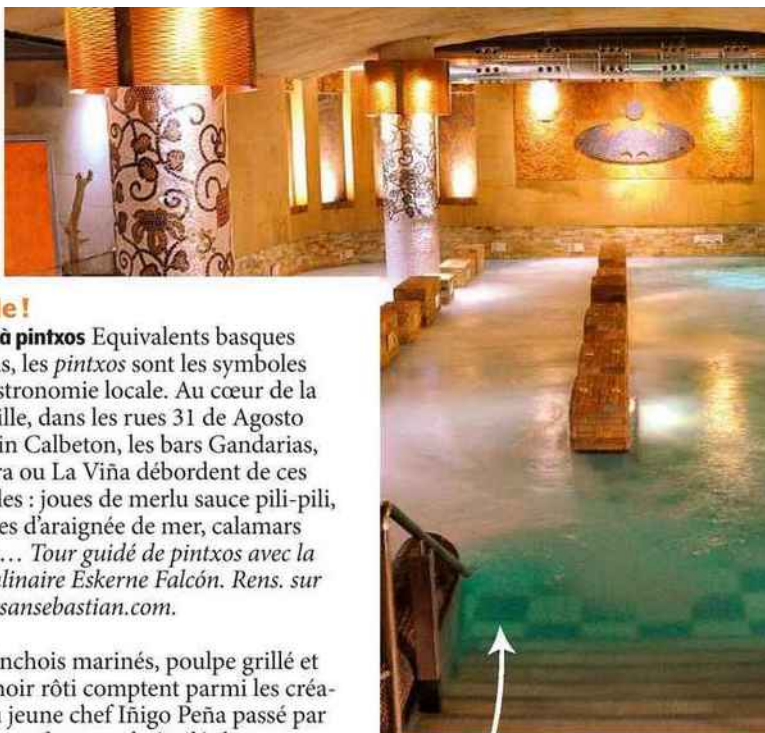 le !
à pintxos Equivalents basques
s, les pintxos sont les symboles
stronomie locale. Au cœur de la
ille, dans les rues 31 de Agosto
in Calbeton, les bars Gandarias,
ra ou La Viña débordent de ces
les : joues de merlu sauce pili-pili,
es d'araignée de mer, calamars
… Tour guidé de pintxos avec la
linaire Eskerne Falcón. Rens. sur
sansebastian.com.
nchois marinés, poulpe grillé et
noir rôti comptent parmi les créa-
u jeune chef Iñigo Peña passé par